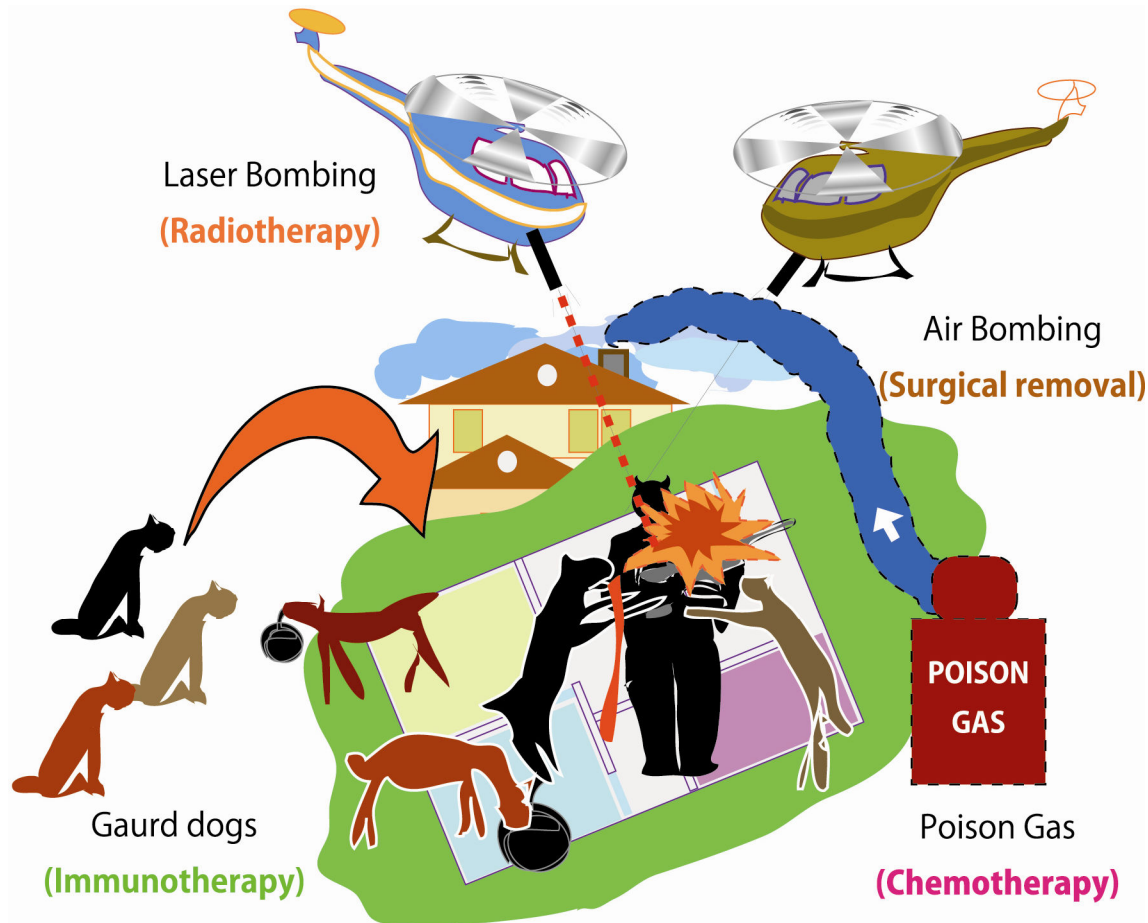 Laser Bombing
(Radiotherapy)
Air Bombing
(Surgical removal)
POISON
GAS
Gaurd dogs
(Immunotherapy)
Poison Gas
(Chemotherapy)